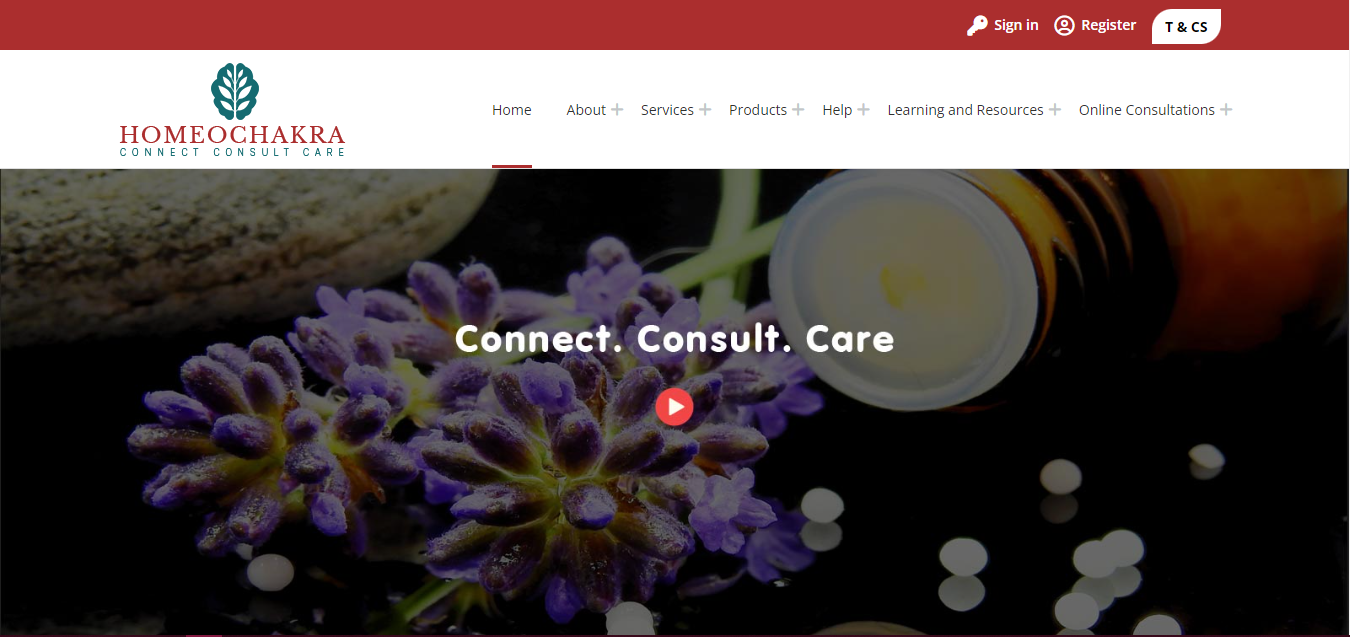 Sign in Register T & CS
HOMEOCHAKRA
CONNECT CONSULT CARE
Home About Services Products Help Learning and Resources Online Consultations
Connect. Consult. Care